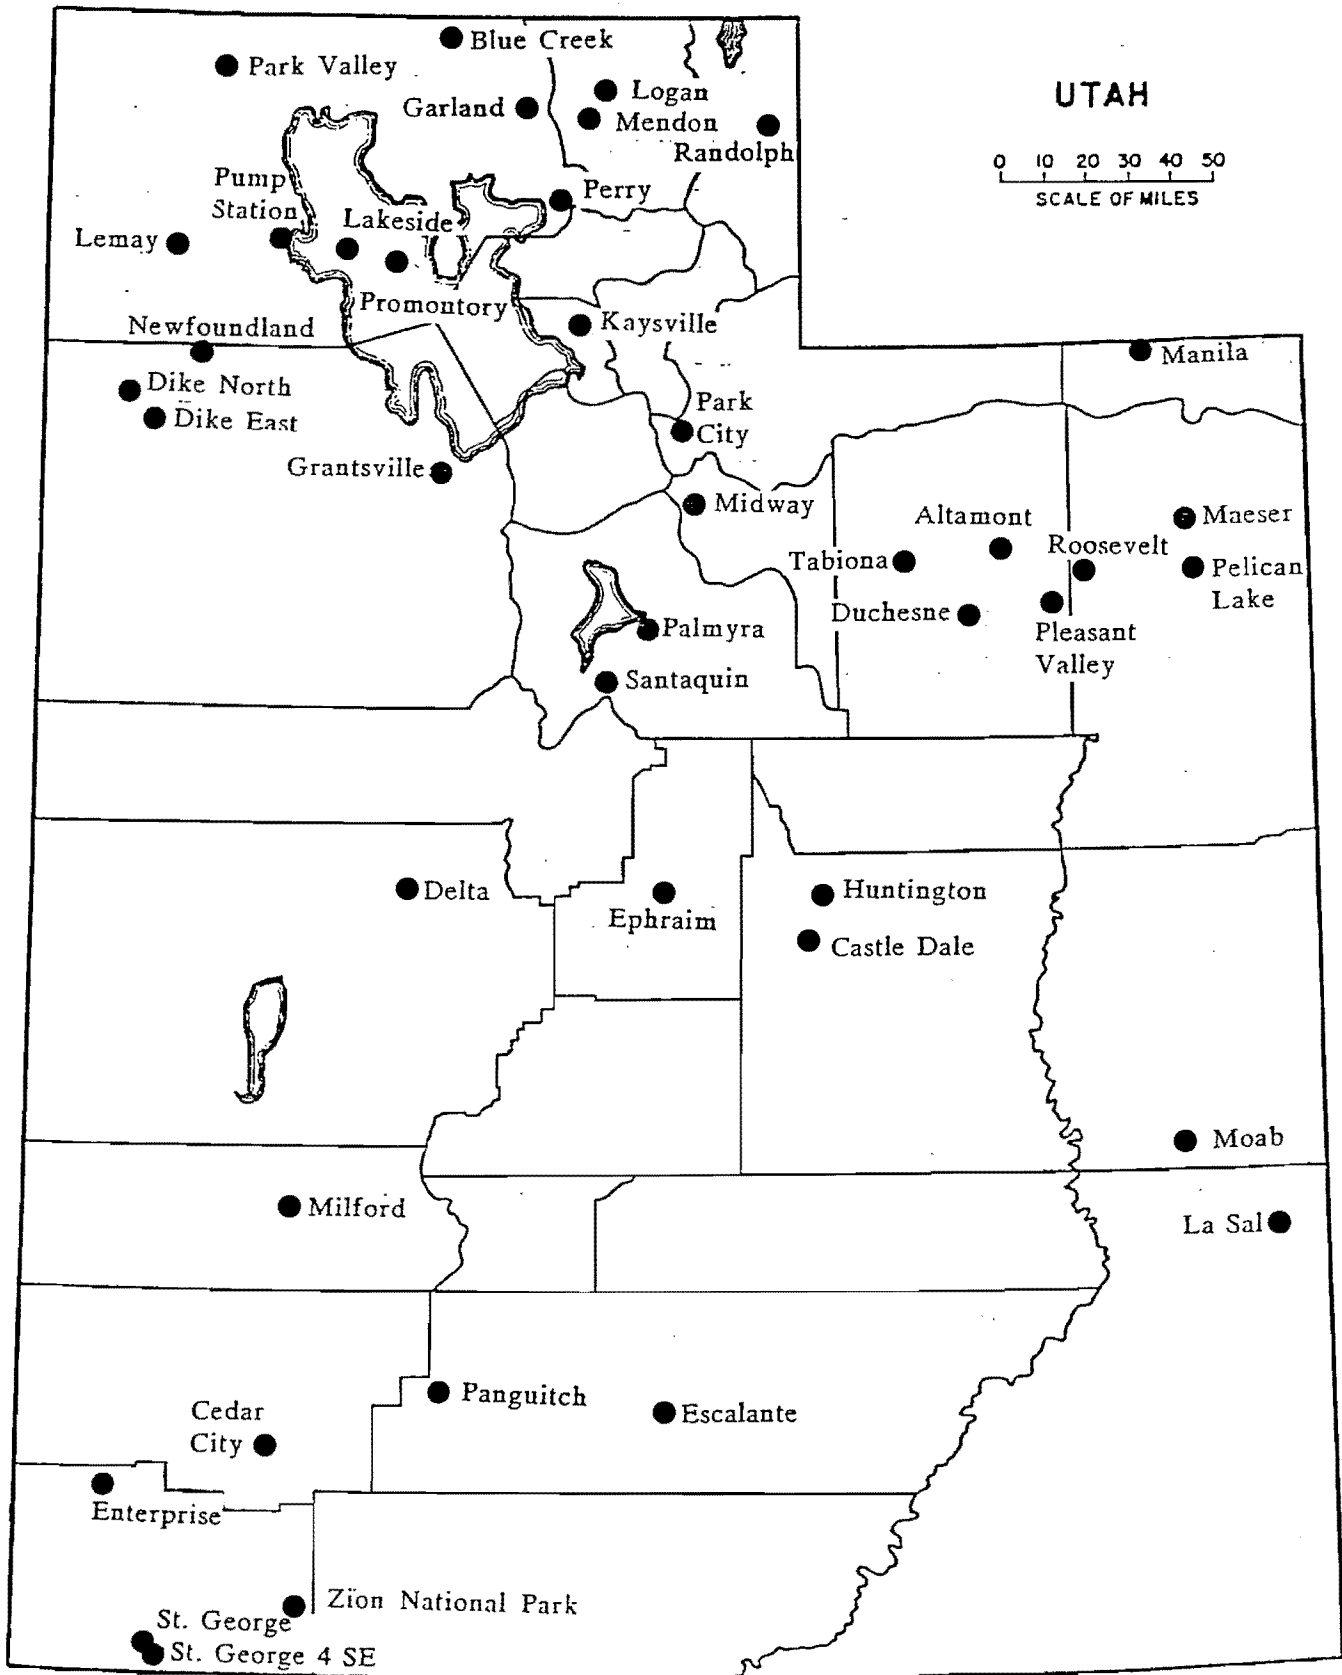 Blue Creek
Park Valley
UTAH
Logan
Garland
Mendon
Randolph
0 10 20 30 40 50
SCALE OF MILES
Pump
Station
Perry
Lakeside
Lemay
Promontory
Newfoundland
Kaysville
Manila
Dike North
Dike East
Park
City
Grantsville
Midway
Altamont
Maeser
Roosevelt
Tabiona
Pelican
Lake
Duchesne
Pleasant
Valley
Palmyra
Santaquin
Delta
Huntington
Ephraim
Castle Dale
Moab
Milford
La Sal
Panguitch
Cedar
City
Escalante
Enterprise
Zion National Park
St. George
St. George 4 SE